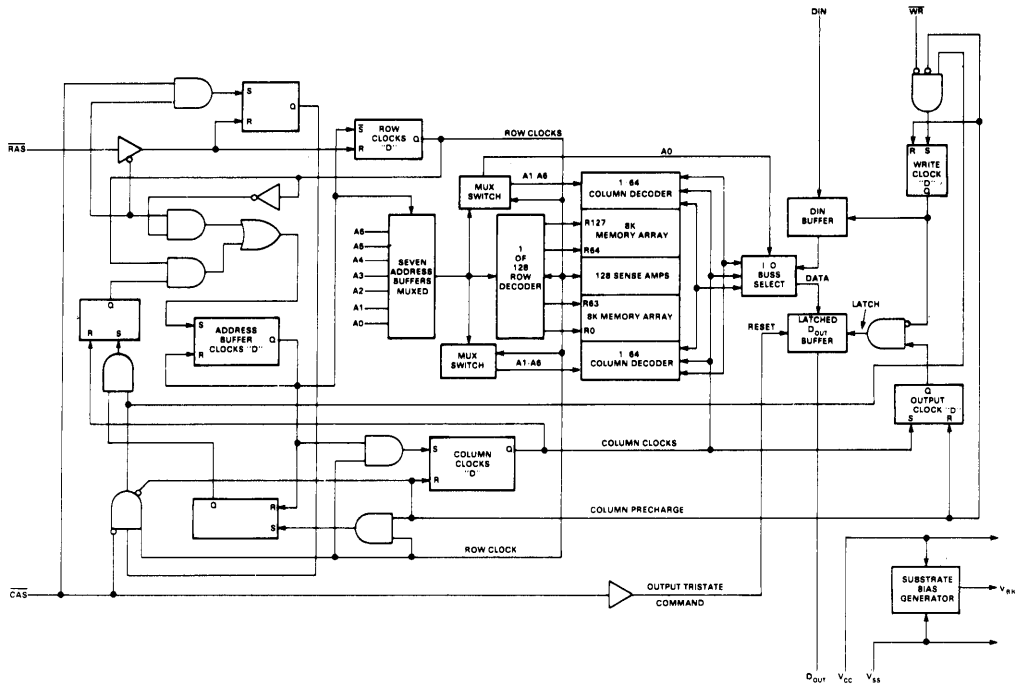 DIN
WR
S
Q
R
RAS
S
ROW
CLOCKS
"D"
Q
R
ROW CLOCKS
R S
WRITE
CLOCK
"D"
Q
A0
MUX
SWITCH
A1-A6
1 64
COLUMN DECODER
DIN
BUFFER
A6
A5
A4
A3
A2
A1
A0
SEVEN
ADDRESS
BUFFERS
MUXED
1
OF
128
ROW
DECODER
R127
R64
8K
MEMORY ARRAY
128 SENSE AMPS
I O
BUSS
SELECT
DATA
R63
R0
8K MEMORY ARRAY
Q
R S
S
R
ADDRESS
BUFFER
CLOCKS "D"
Q
MUX
SWITCH
A1-A6
1 64
COLUMN DECODER
RESET
LATCHED
DOUT
BUFFER
LATCH
Q
OUTPUT
CLOCK "D"
S R
COLUMN CLOCKS
S
COLUMN
CLOCKS
"D"
Q
R
Q
R
S
COLUMN PRECHARGE
ROW CLOCK
CAS
OUTPUT TRISTATE
COMMAND
SUBSTRATE
BIAS
GENERATOR
DOUT
VCC
VSS